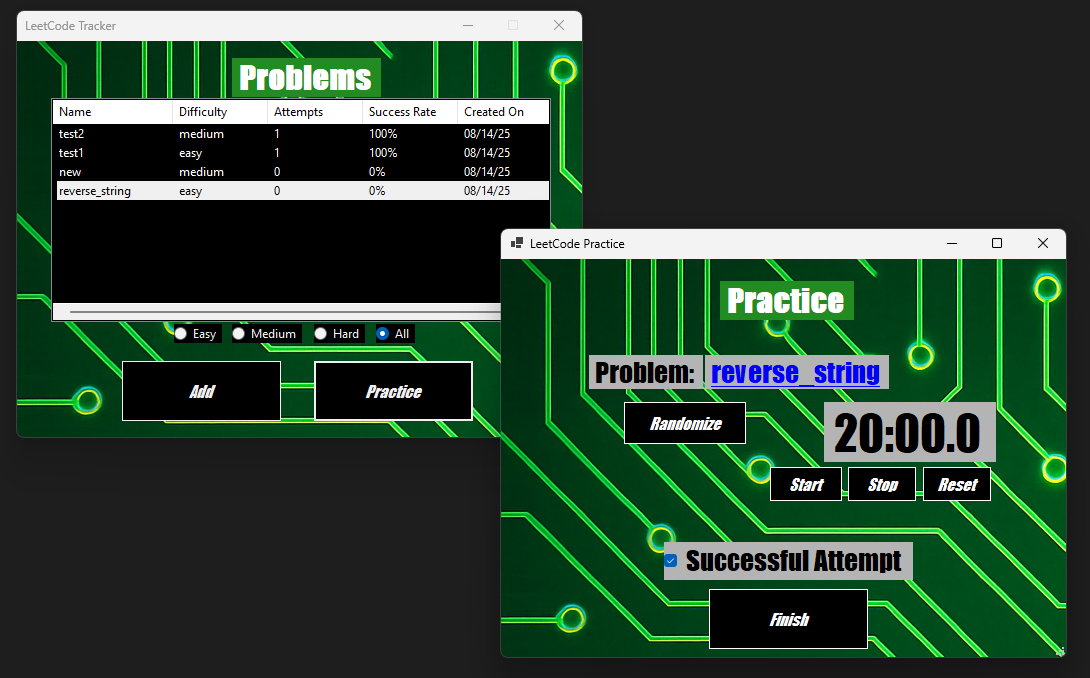 LeetCode Tracker
Problems
Name Difficulty Attempts Success Rate Created On
test2 medium 1 100% 08/14/25
test1 easy 1 100% 08/14/25
new medium 0 0% 08/14/25
reverse_string easy 0 0% 08/14/25
Easy Medium Hard All
Add Practice
LeetCode Practice
Practice
Problem: reverse_string
Randomize
20:00.0
Start Stop Reset
Successful Attempt
Finish